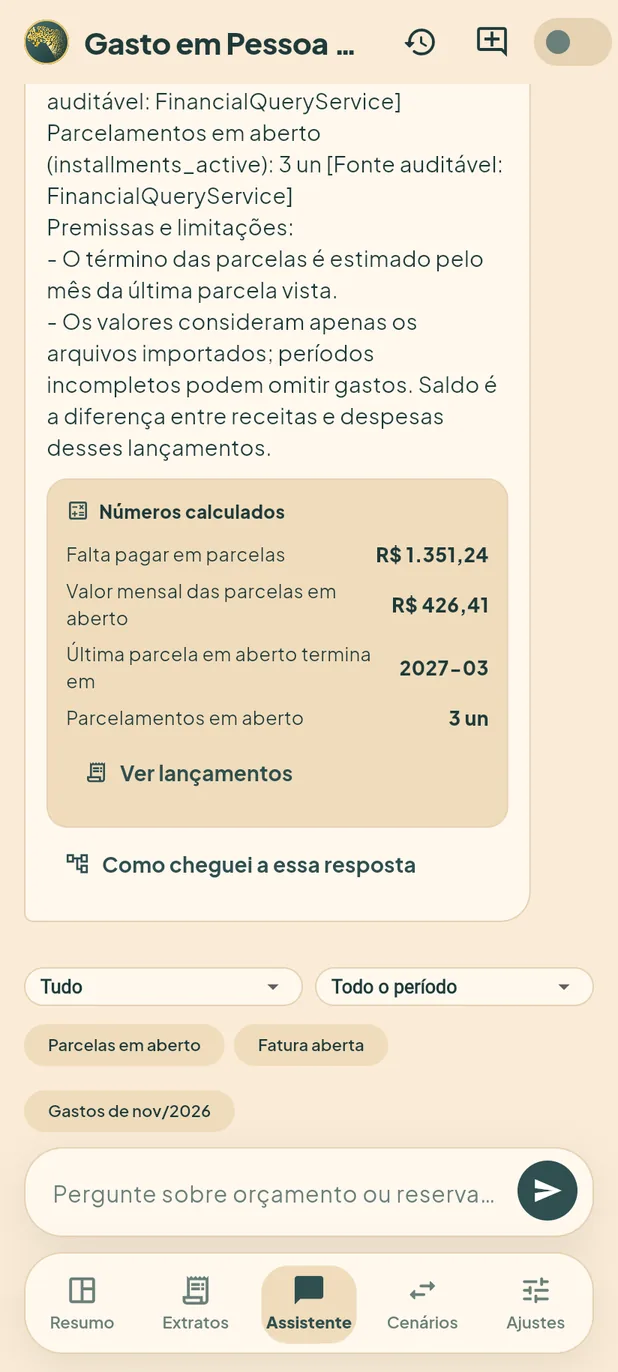 Gasto em Pessoa ...
auditável: FinancialQueryService]
Parcelamentos em aberto
(installments_active): 3 un [Fonte auditável:
FinancialQueryService]
Premissas e limitações:
- O término das parcelas é estimado pelo
mês da última parcela vista.
- Os valores consideram apenas os
arquivos importados; períodos
incompletos podem omitir gastos. Saldo é
a diferença entre receitas e despesas
desses lançamentos.
Números calculados
Falta pagar em parcelas R$ 1.351,24
Valor mensal das parcelas em
aberto R$ 426,41
Última parcela em aberto termina
em 2027-03
Parcelamentos em aberto 3 un
Ver lançamentos
Como cheguei a essa resposta
Tudo Todo o período
Parcelas em aberto Fatura aberta
Gastos de nov/2026
Pergunte sobre orçamento ou reserva...
Resumo Extratos Assistente Cenários Ajustes